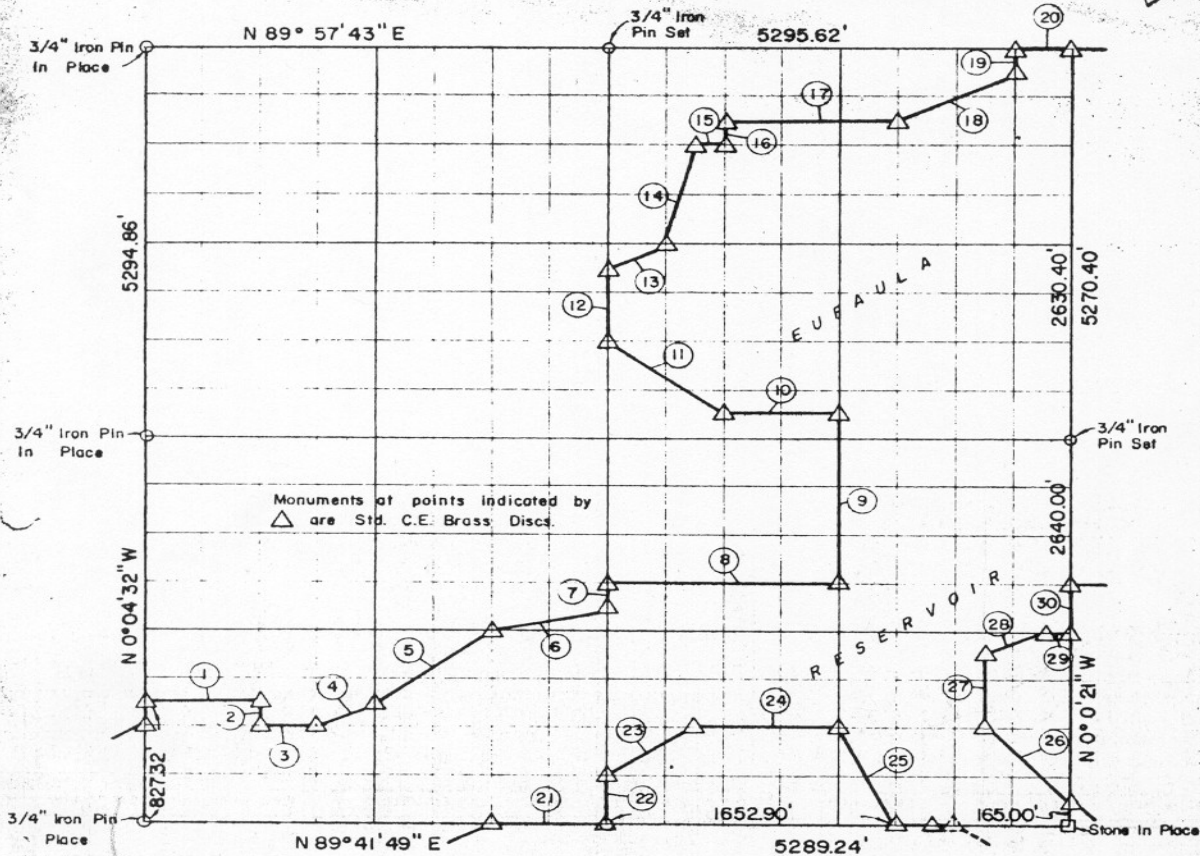 3/4" Iron Pin
In Place
N 89° 57' 43" E
3/4" Iron
Pin Set
5295.62'
20
19
18
17
15
16
14
13
12
11
10
9
8
7
6
5
4
3
2
1
5294.86'
2630.40'
5270.40'
EUFAULA
3/4" Iron Pin
In Place
3/4" Iron
Pin Set
Monuments at points indicated by
△ are Std. C.E. Brass Discs.
2640.00'
N 0° 04' 32" W
RESERVOIR
30
28
29
27
26
N 0° 0' 21" W
24
23
25
22
21
827.32'
3/4" Iron Pin
Place
N 89° 41' 49" E
1652.90'
5289.24'
165.00'
Stone In Place